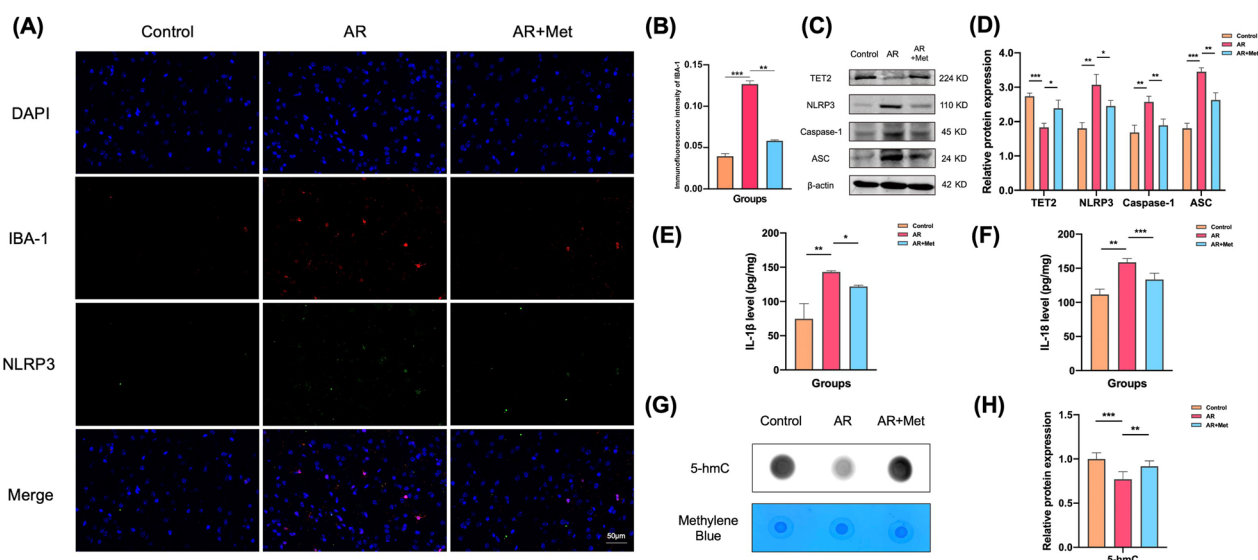 (A)
Control
AR
AR+Met
DAPI
IBA-1
NLRP3
Merge
50μm
(B)
Immunofluorescence intensity of IBA-1
0.15
0.10
0.05
0.00
***
**
Groups
(C)
Control
AR
AR
+Met
TET2
224 KD
NLRP3
110 KD
Caspase-1
45 KD
ASC
24 KD
β-actin
42 KD
(D)
Control
AR
AR+Met
Relative protein expression
4.0
3.0
2.0
1.0
0.0
***
*
**
*
**
**
***
**
TET2
NLRP3
Caspase-1
ASC
(E)
Control
AR
AR+Met
IL-1β level (pg/mg)
200
150
100
50
0
**
*
Groups
(F)
Control
AR
AR+Met
IL-18 level (pg/mg)
200
150
100
50
0
**
***
Groups
(G)
Control
AR
AR+Met
5-hmC
Methylene
Blue
(H)
Control
AR
AR+Met
Relative protein expression
1.5
1.0
0.5
0.0
***
**
5-hmC